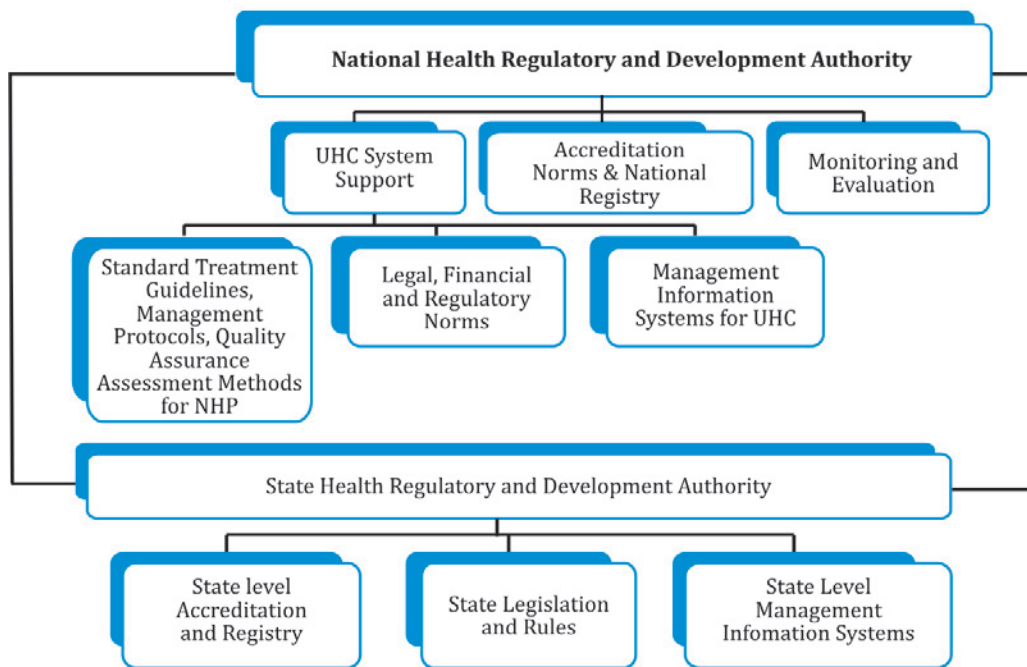 National Health Regulatory and Development Authority
UHC System
Support
Accreditation
Norms & National
Registry
Monitoring and
Evaluation
Standard Treatment
Guidelines,
Management
Protocols, Quality
Assurance
Assessment Methods
for NHP
Legal, Financial
and Regulatory
Norms
Management
Information
Systems for UHC
State Health Regulatory and Development Authority
State level
Accreditation
and Registry
State Legislation
and Rules
State Level
Management
Infomation Systems